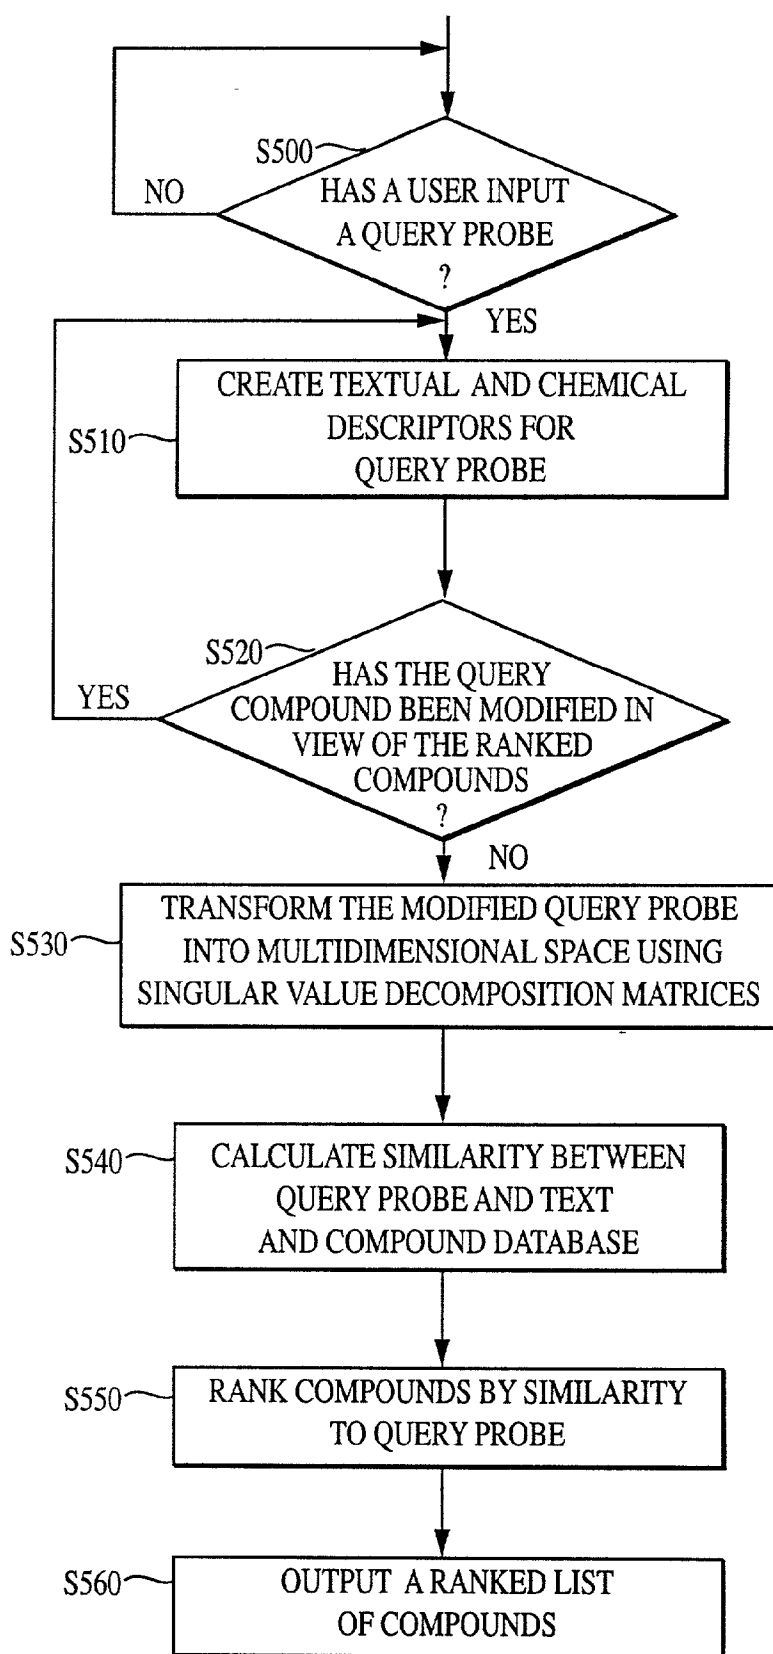 S500
HAS A USER INPUT
A QUERY PROBE
?
NO
YES
CREATE TEXTUAL AND CHEMICAL
DESCRIPTORS FOR
QUERY PROBE
S510
S520
HAS THE QUERY
COMPOUND BEEN MODIFIED IN
VIEW OF THE RANKED
COMPOUNDS
?
YES
NO
TRANSFORM THE MODIFIED QUERY PROBE
INTO MULTIDIMENSIONAL SPACE USING
SINGULAR VALUE DECOMPOSITION MATRICES
S530
S540
CALCULATE SIMILARITY BETWEEN
QUERY PROBE AND TEXT
AND COMPOUND DATABASE
S550
RANK COMPOUNDS BY SIMILARITY
TO QUERY PROBE
S560
OUTPUT A RANKED LIST
OF COMPOUNDS